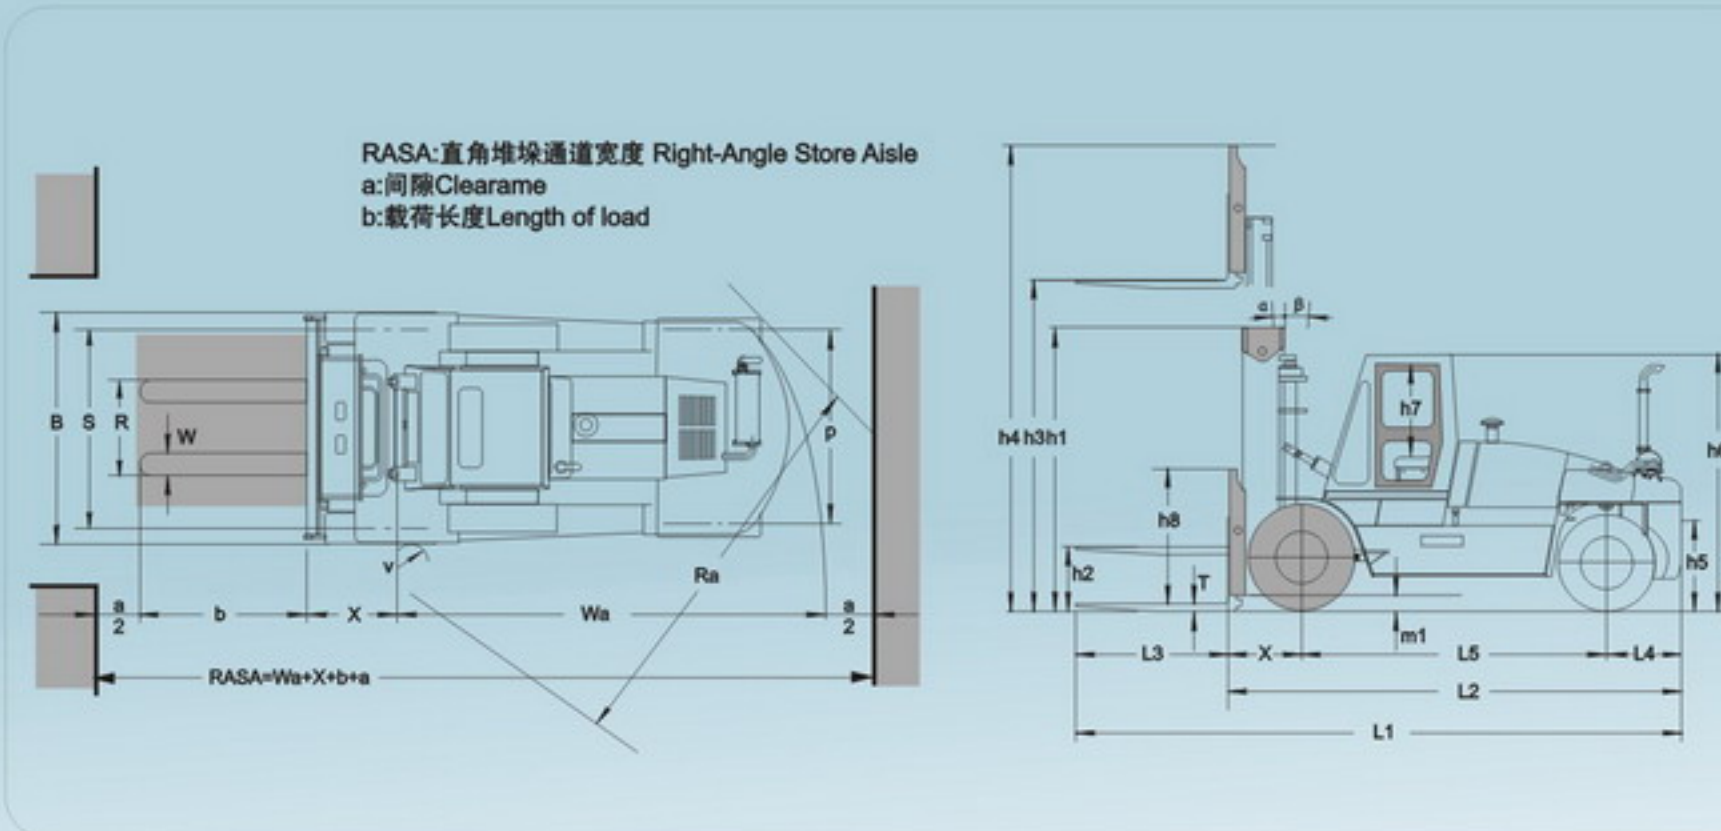 RASA:直角堆垛通道宽度 Right-Angle Store Aisle
a:间隙Clearame
b:载荷长度Length of load
B
S
R
W
p
v
Ra
a
2
b
X
Wa
a
2
RASA=Wa+X+b+a
α
β
h4
h3
h1
h7
h8
h2
T
h5
m1
L3
X
L5
L4
L2
L1